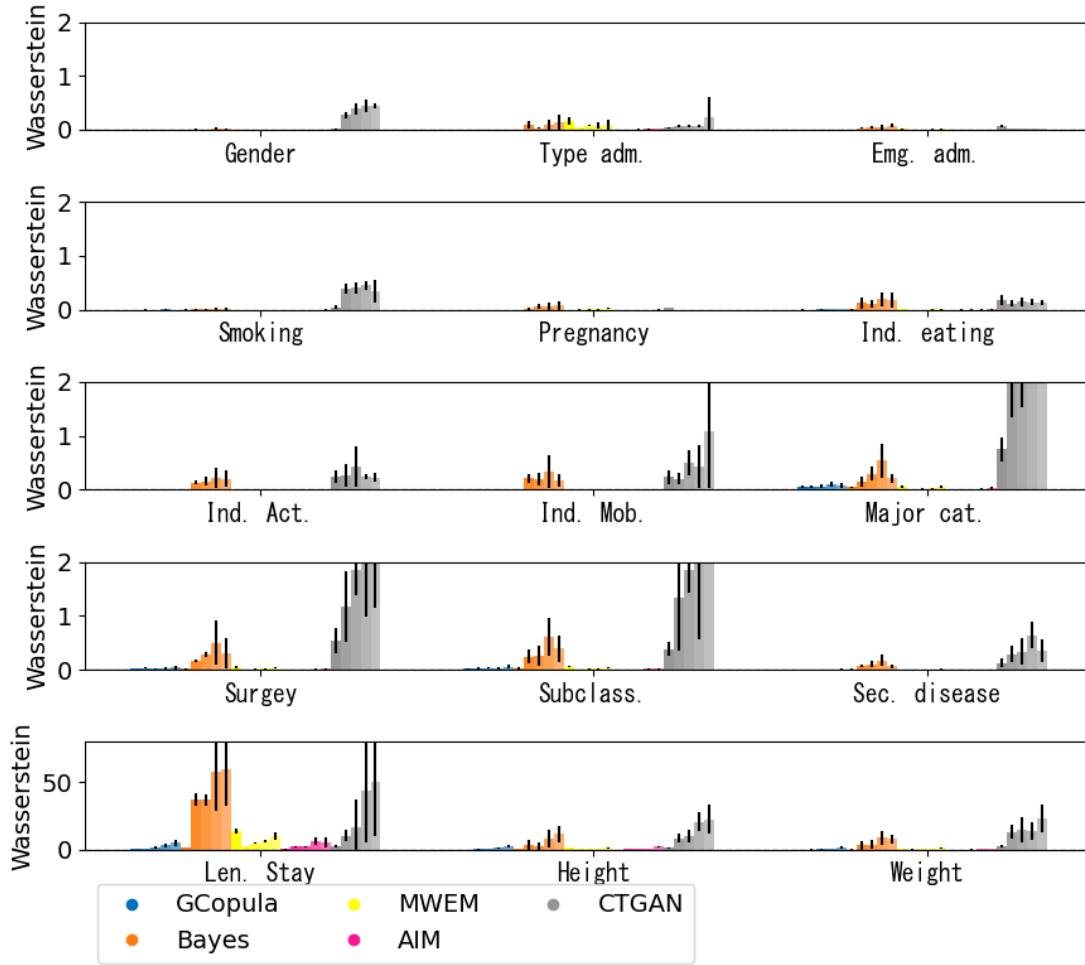 Wasserstein
2
1
0
Gender Type adm. Emg. adm.
Wasserstein
2
1
0
Smoking Pregnancy Ind. eating
Wasserstein
2
1
0
Ind. Act. Ind. Mob. Major cat.
Wasserstein
2
1
0
Surgey Subclass. Sec. disease
Wasserstein
50
0
Len. Stay Height Weight
GCopula MWEM CTGAN
Bayes AIM